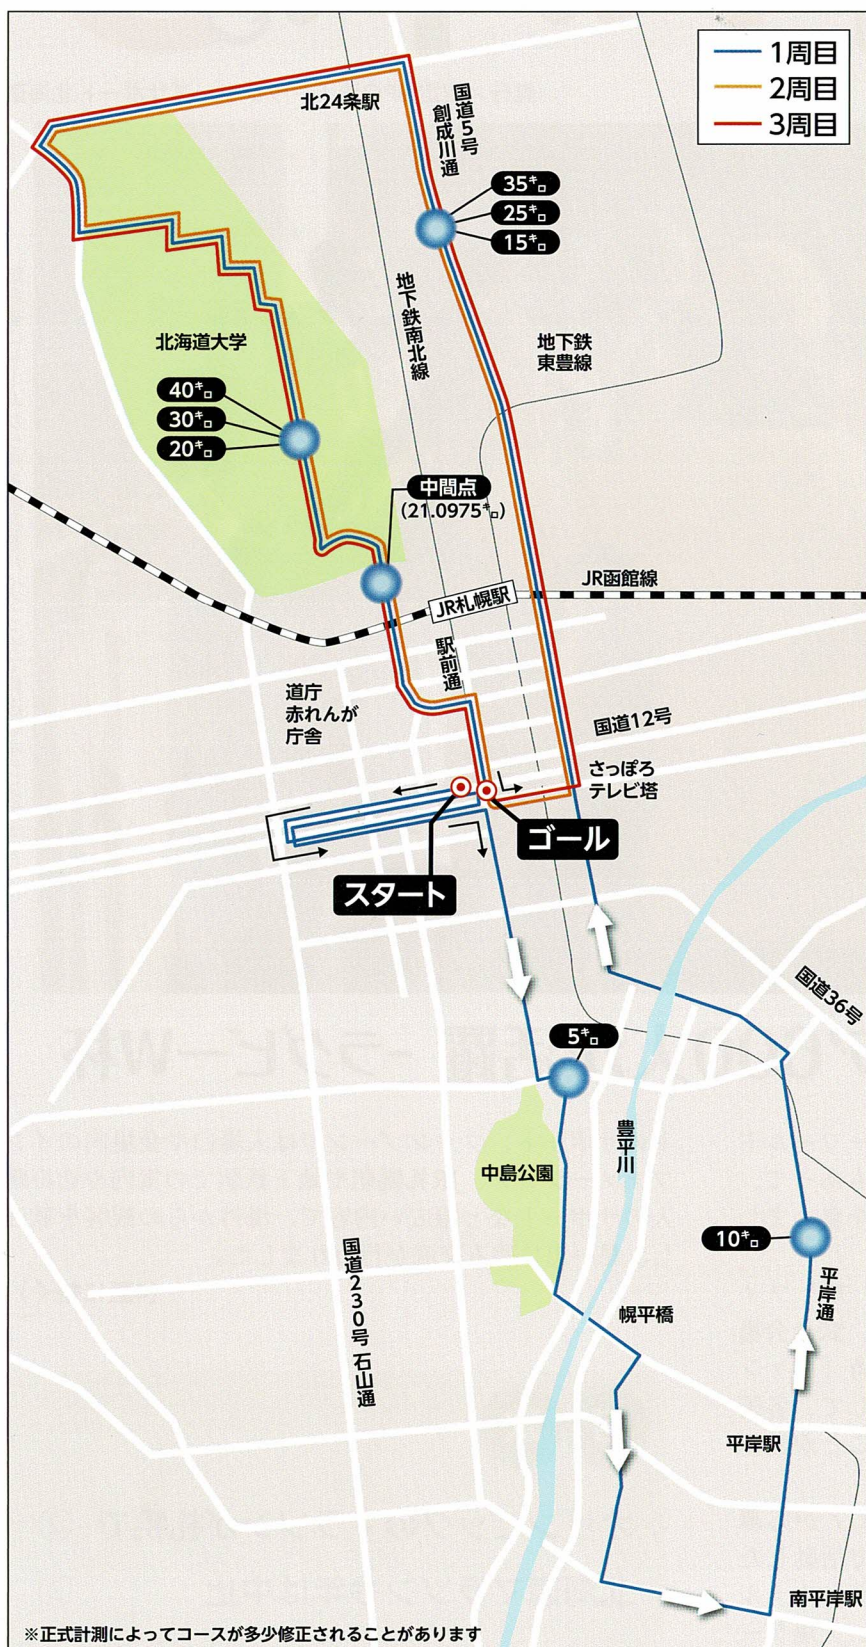 1周目
2周目
3周目
北24条駅
国道5号
創成川通
35㌔
25㌔
15㌔
地下鉄南北線
地下鉄
東豊線
北海道大学
40㌔
30㌔
20㌔
中間点
(21.0975㌔)
JR函館線
JR札幌駅
駅前通
道庁
赤れんが
庁舎
国道12号
さっぽろ
テレビ塔
ゴール
スタート
国道36号
5㌔
豊平川
中島公園
10㌔
国道230号 石山通
平岸通
幌平橋
平岸駅
南平岸駅
※正式計測によってコースが多少修正されることがあります